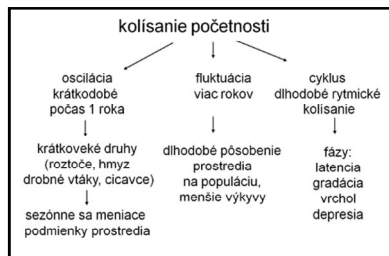 kolísanie početnosti
oscilácia
krátkodobé
počas 1 roka
krátkoveké druhy
(roztoče, hmyz
drobné vtáky, cicavce)
sezónne sa meniace
podmienky prostredia
fluktuácia
viac rokov
dlhodobé pôsobenie
prostredia
na populáciu,
menšie výkyvy
cyklus
dlhodobé rytmické
kolísanie
fázy:
latencia
gradácia
vrchol
depresia